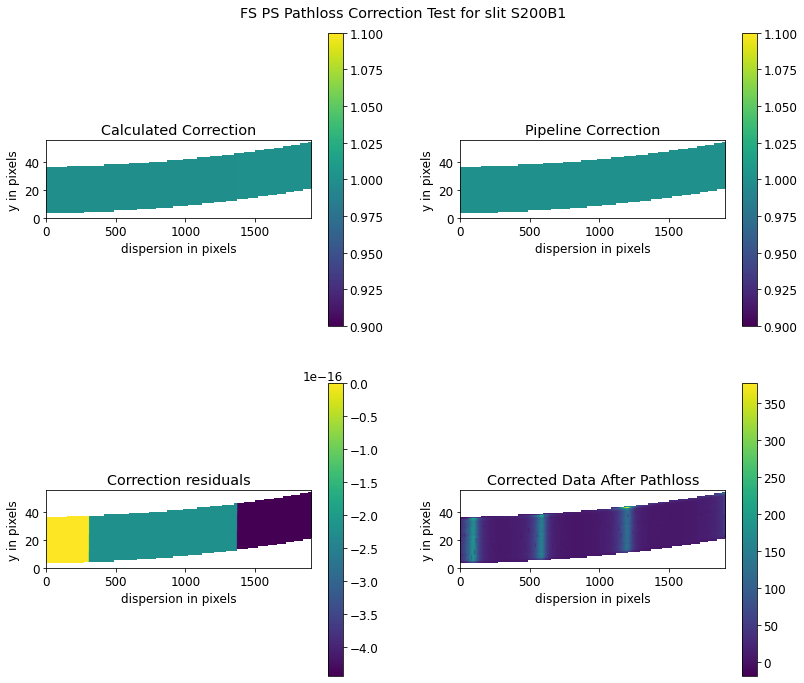 FS PS Pathloss Correction Test for slit S200B1
Calculated Correction
y in pixels
40
20
0
0 500 1000 1500
dispersion in pixels
1.100
1.075
1.050
1.025
1.000
0.975
0.950
0.925
0.900
Pipeline Correction
y in pixels
40
20
0
0 500 1000 1500
dispersion in pixels
1.100
1.075
1.050
1.025
1.000
0.975
0.950
0.925
0.900
Correction residuals
y in pixels
40
20
0
0 500 1000 1500
dispersion in pixels
1e−16
0.0
−0.5
−1.0
−1.5
−2.0
−2.5
−3.0
−3.5
−4.0
Corrected Data After Pathloss
y in pixels
40
20
0
0 500 1000 1500
dispersion in pixels
350
300
250
200
150
100
50
0